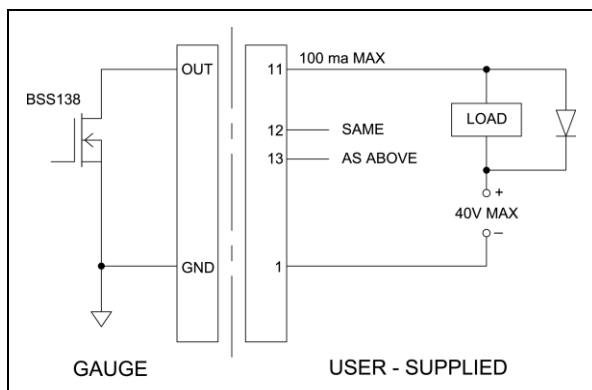 BSS138
OUT
GND
GAUGE
11
100 ma MAX
12
SAME
13
AS ABOVE
1
LOAD
+
40V MAX
–
USER - SUPPLIED